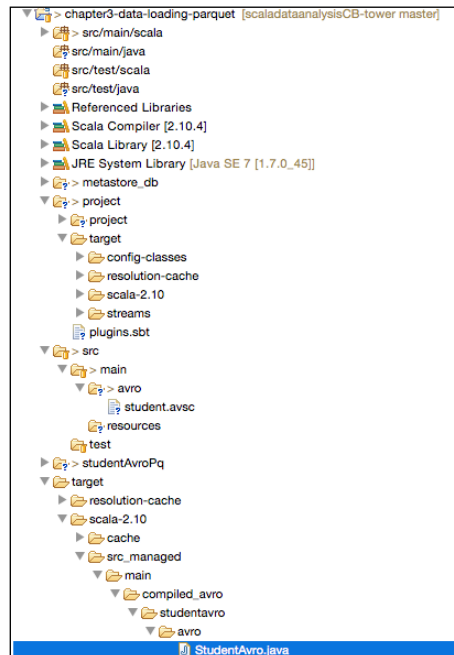 > chapter3-data-loading-parquet [scaladataanalysisCB-tower master]
> src/main/scala
src/main/java
src/test/scala
src/test/java
Referenced Libraries
Scala Compiler [2.10.4]
Scala Library [2.10.4]
JRE System Library [Java SE 7 [1.7.0_45]]
> metastore_db
> project
project
target
config-classes
resolution-cache
scala-2.10
streams
plugins.sbt
> src
> main
> avro
student.avsc
resources
test
> studentAvroPq
target
resolution-cache
scala-2.10
cache
src_managed
main
compiled_avro
studentavro
avro
StudentAvro.java